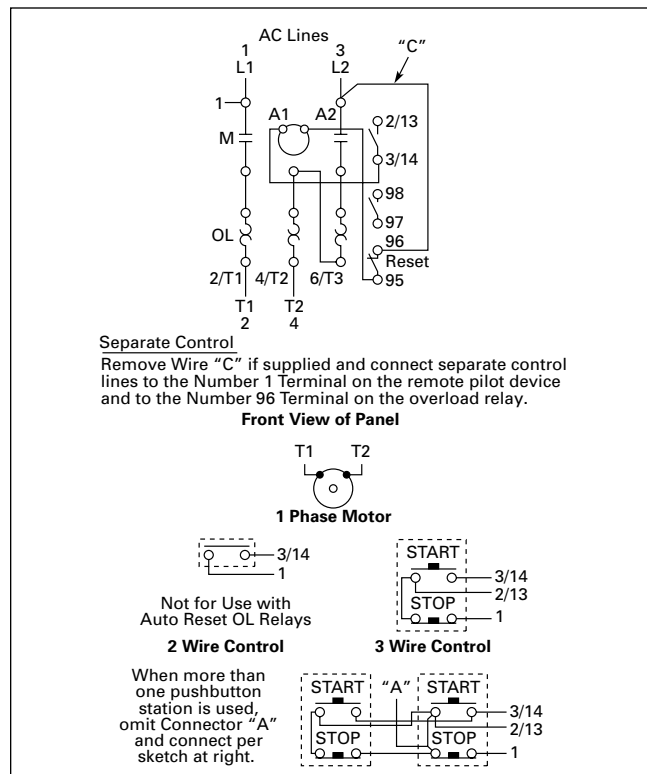 AC Lines
1 3 "C"
L1 L2
1
A1 A2 2/13
M
3/14
98
97
OL 96
Reset
2/T1 4/T2 6/T3 95
T1 T2
2 4
Separate Control
Remove Wire “C” if supplied and connect separate control
lines to the Number 1 Terminal on the remote pilot device
and to the Number 96 Terminal on the overload relay.
Front View of Panel
T1 T2
1 Phase Motor
3/14
1
Not for Use with
Auto Reset OL Relays
2 Wire Control
START
3/14
2/13
STOP 1
3 Wire Control
When more than
one pushbutton
station is used,
omit Connector “A”
and connect per
sketch at right.
START “A” START
3/14
2/13
STOP STOP 1